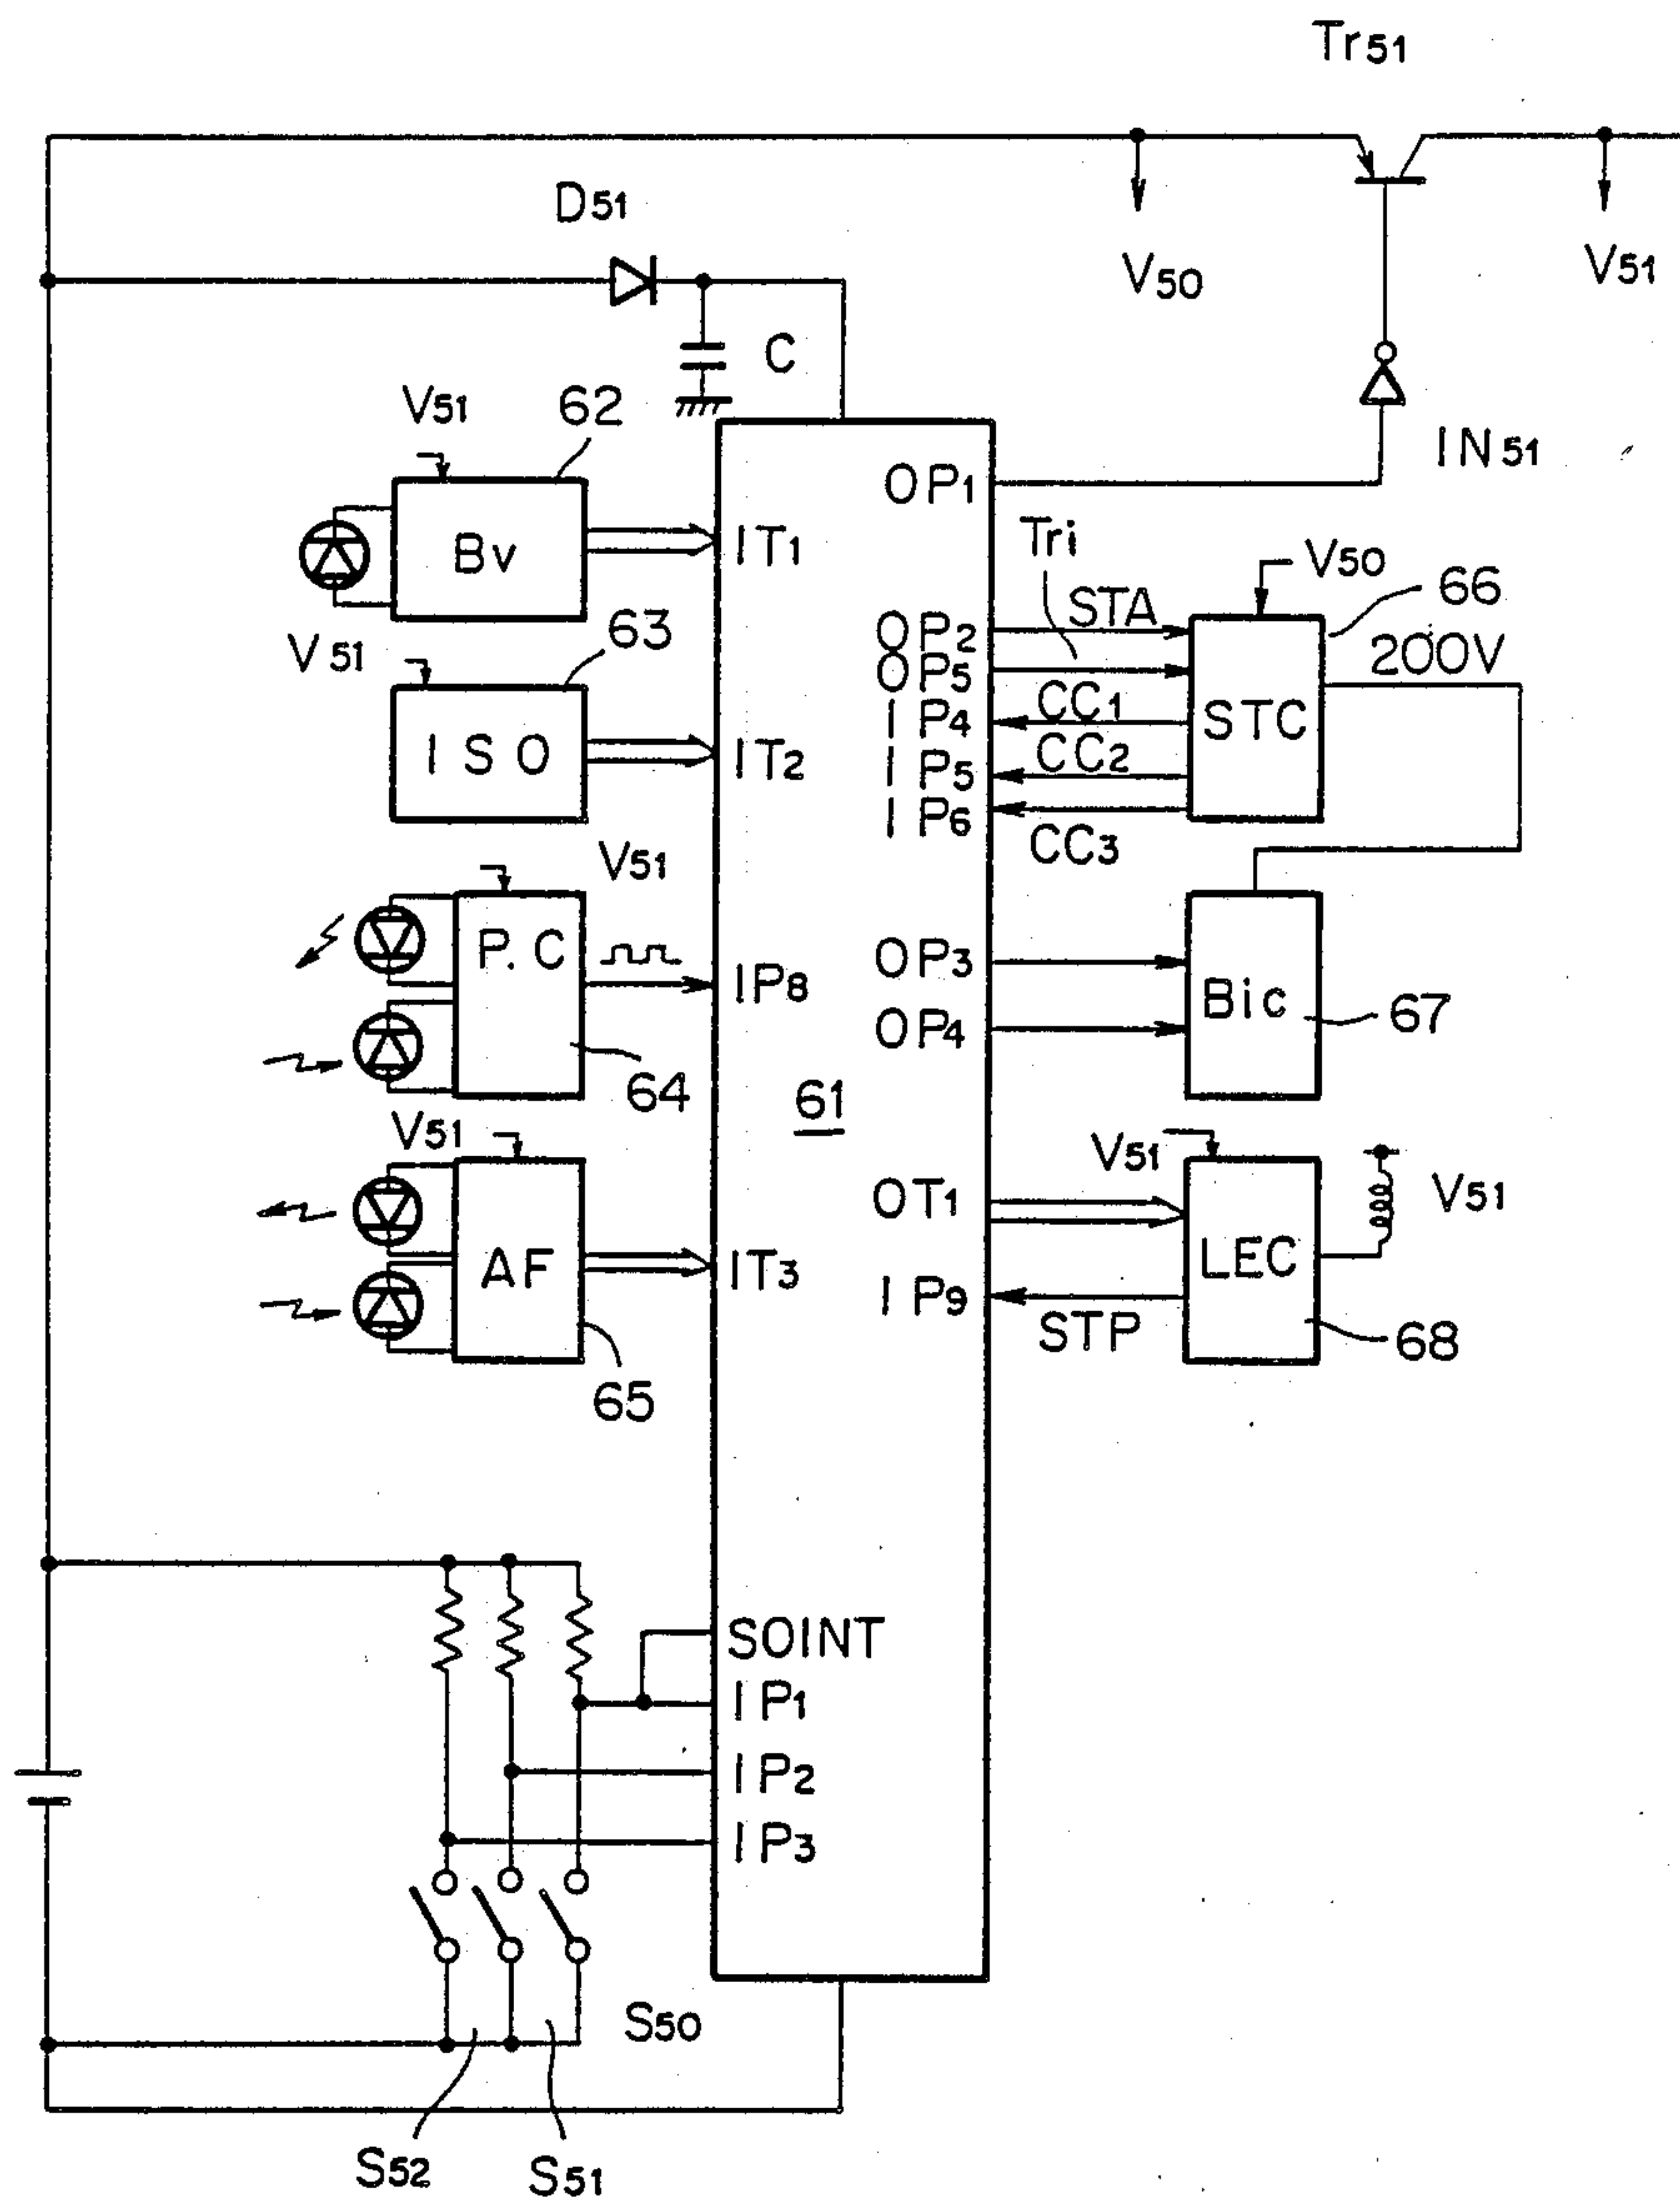 Tr51
D51
V50
V51
C
V51
62
IN51
OP1
Bv
IT1
Tri
V50
66
STA
OP2
200V
V51
63
OP5
CC1
IP4
STC
ISO
IT2
CC2
IP5
IP6
CC3
V51
P.C
IP8
OP3
Bic
67
OP4
64
61
V51
V51
V51
OT1
AF
IT3
LEC
IP9
STP
68
65
SOINT
IP1
IP2
IP3
S50
S52
S51